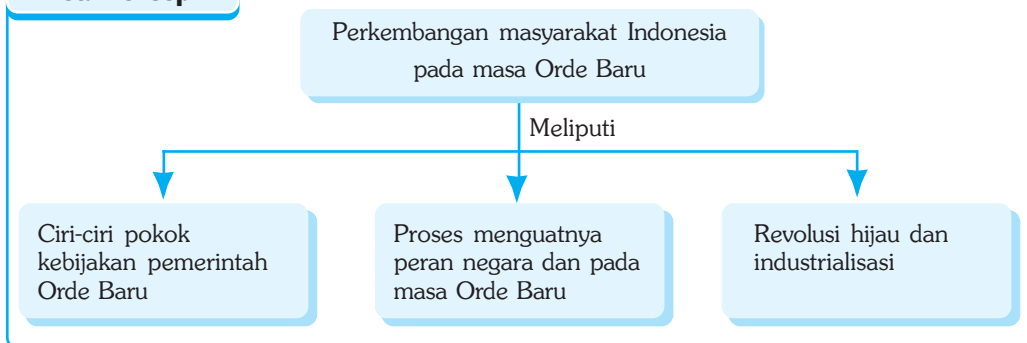 Perkembangan masyarakat Indonesia
pada masa Orde Baru
Meliputi
Ciri-ciri pokok
kebijakan pemerintah
Orde Baru
Proses menguatnya
peran negara dan pada
masa Orde Baru
Revolusi hijau dan
industrialisasi